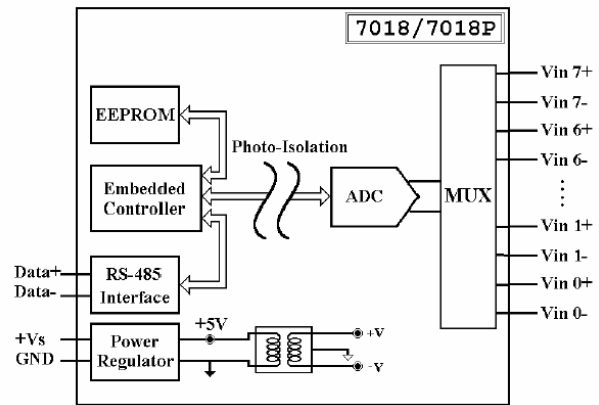 7018/7018P
EEPROM
Photo-Isolation
Embedded
Controller
ADC
MUX
Vin 7+
Vin 7-
Vin 6+
Vin 6-
Vin 1+
Vin 1-
Vin 0+
Vin 0-
Data+
Data-
RS-485
Interface
+Vs
GND
Power
Regulator
+5V
+V
-V